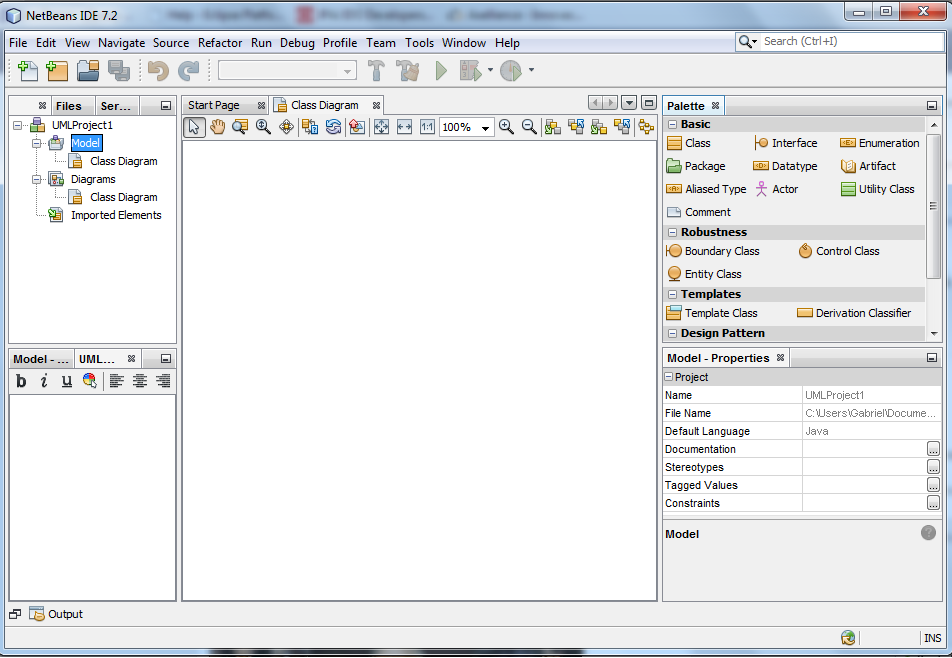 NetBeans IDE 7.2
File Edit View Navigate Source Refactor Run Debug Profile Team Tools Window Help
Search (Ctrl+I)
Files
Ser...
UMLProject1
Model
Class Diagram
Diagrams
Class Diagram
Imported Elements
Model - ...
UML...
b i u
Start Page
Class Diagram
1:1
100%
Palette
Basic
Class Interface Enumeration
Package Datatype Artifact
Aliased Type Actor Utility Class
Comment
Robustness
Boundary Class Control Class
Entity Class
Templates
Template Class Derivation Classifier
Design Pattern
Model - Properties
Project
Name UMLProject1
File Name C:\Users\Gabriel\Docume...
Default Language Java
Documentation ...
Stereotypes ...
Tagged Values ...
Constraints ...
Model
?
Output
INS